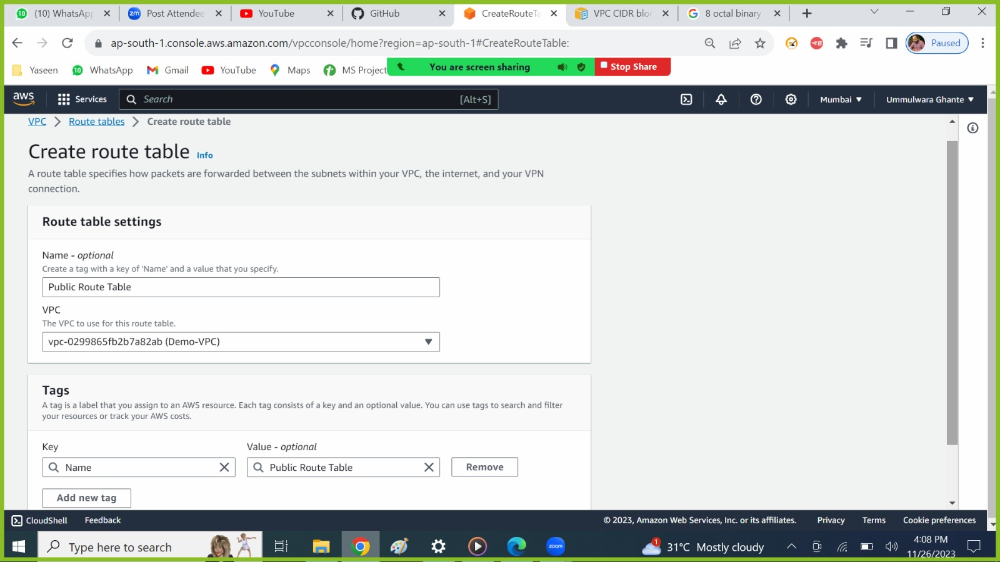 (10) WhatsApp
Post Attendee
YouTube
GitHub
CreateRouteTa
VPC CIDR bloc
8 octal binary
ap-south-1.console.aws.amazon.com/vpcconsole/home?region=ap-south-1#CreateRouteTable:
Paused
Yaseen
WhatsApp
Gmail
YouTube
Maps
MS Project
You are screen sharing
Stop Share
aws
Services
Search
[Alt+S]
Mumbai
Ummulwara Ghante
VPC > Route tables > Create route table
Create route table Info
A route table specifies how packets are forwarded between the subnets within your VPC, the internet, and your VPN
connection.
Route table settings
Name - optional
Create a tag with a key of 'Name' and a value that you specify.
Public Route Table
VPC
The VPC to use for this route table.
vpc-0299865fb2b7a82ab (Demo-VPC)
Tags
A tag is a label that you assign to an AWS resource. Each tag consists of a key and an optional value. You can use tags to search and filter
your resources or track your AWS costs.
Key
Value - optional
Name
Public Route Table
Remove
Add new tag
CloudShell
Feedback
© 2023, Amazon Web Services, Inc. or its affiliates.
Privacy
Terms
Cookie preferences
Type here to search
zoom
1
31°C Mostly cloudy
4:08 PM
11/26/2023